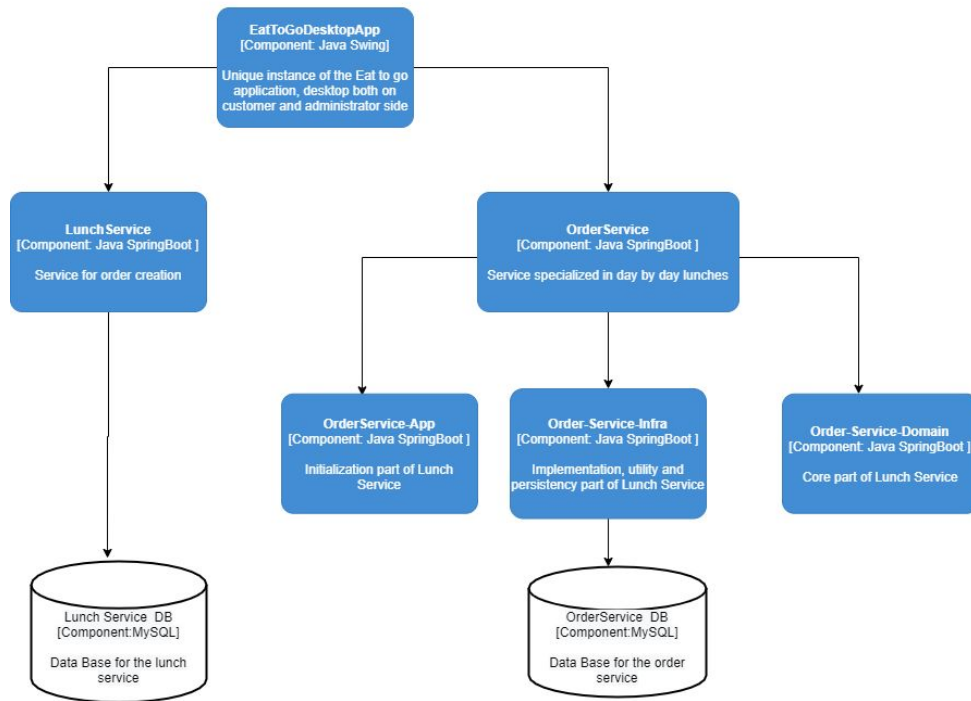 EatToGoDesktopApp
[Component: Java Swing]
Unique instance of the Eat to go
application, desktop both on
customer and administrator side
LunchService
[Component: Java SpringBoot ]
Service for order creation
OrderService
[Component: Java SpringBoot ]
Service specialized in day by day lunches
OrderService-App
[Component: Java SpringBoot ]
Initialization part of Lunch
Service
Order-Service-Infra
[Component: Java SpringBoot ]
Implementation, utility and
persistency part of Lunch Service
Order-Service-Domain
[Component: Java SpringBoot ]
Core part of Lunch Service
Lunch Service DB
[Component:MySQL]
Data Base for the lunch
service
OrderService DB
[Component:MySQL]
Data Base for the order
service